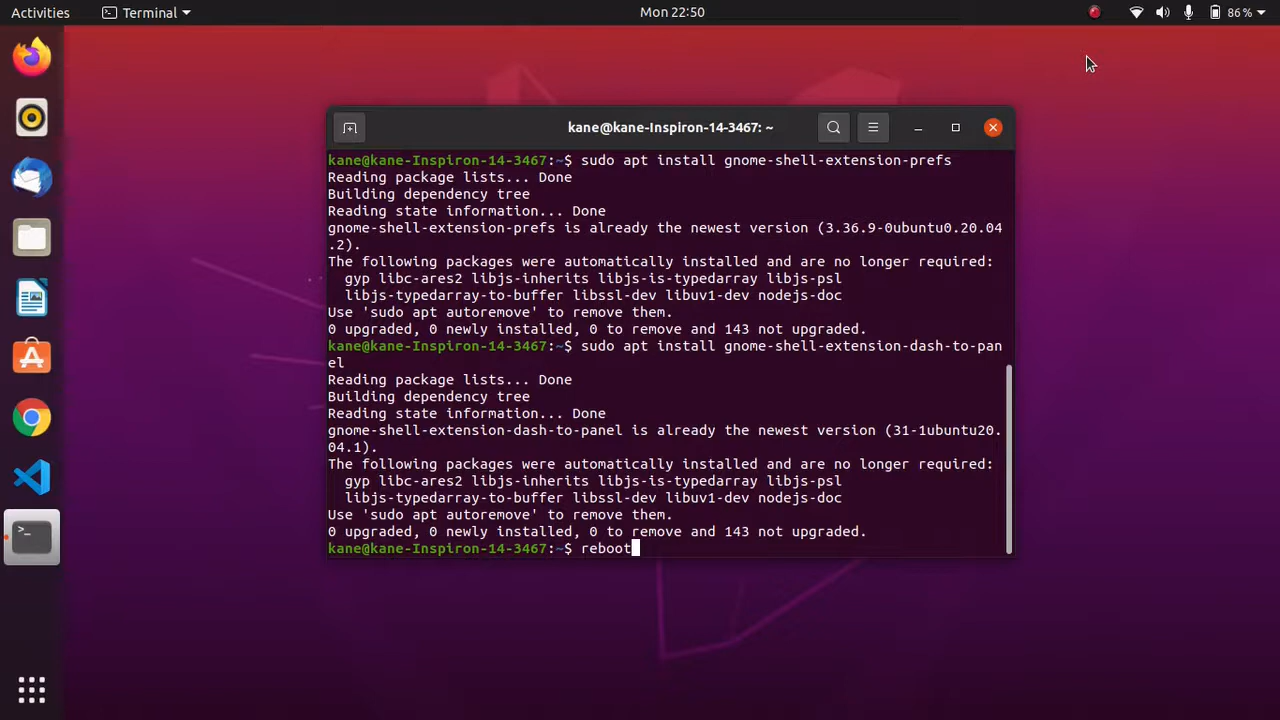 Activities
Terminal
Mon 22:50
86%
kane@kane-Inspiron-14-3467: ~
kane@kane-Inspiron-14-3467:~$ sudo apt install gnome-shell-extension-prefs
Reading package lists... Done
Building dependency tree
Reading state information... Done
gnome-shell-extension-prefs is already the newest version (3.36.9-0ubuntu0.20.04
.2).
The following packages were automatically installed and are no longer required:
  gyp libc-ares2 libjs-inherits libjs-is-typedarray libjs-psl
  libjs-typedarray-to-buffer libssl-dev libuv1-dev nodejs-doc
Use 'sudo apt autoremove' to remove them.
0 upgraded, 0 newly installed, 0 to remove and 143 not upgraded.
kane@kane-Inspiron-14-3467:~$ sudo apt install gnome-shell-extension-dash-to-pan
el
Reading package lists... Done
Building dependency tree
Reading state information... Done
gnome-shell-extension-dash-to-panel is already the newest version (31-1ubuntu20.
04.1).
The following packages were automatically installed and are no longer required:
  gyp libc-ares2 libjs-inherits libjs-is-typedarray libjs-psl
  libjs-typedarray-to-buffer libssl-dev libuv1-dev nodejs-doc
Use 'sudo apt autoremove' to remove them.
0 upgraded, 0 newly installed, 0 to remove and 143 not upgraded.
kane@kane-Inspiron-14-3467:~$ reboot